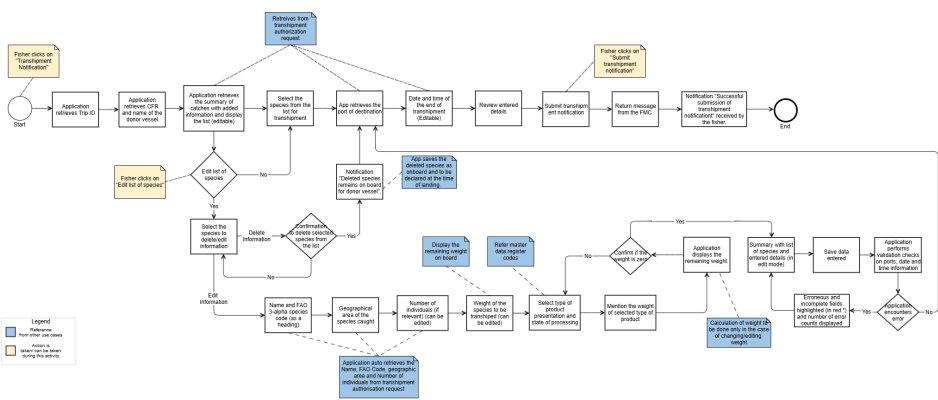 Retreives from
transhipment
authorization
request
Fisher clicks on
"Transhipment
Notification"
Fisher clicks on
"Submit
transhipment
notification"
Start
Application
retrieves Trip ID
Application
retrieves CFR
and name of the
donor vessel
Application retrieves
the summary of
catches with added
information and display
the list (editable)
Select the
species from the
list for
transhipment
App retrieves the
port of destination
Date and time of
the end of
transhipment
(Editable)
Review entered
details
Submit transhipm
ent notification
Return message
from the FMC
Notification "Successful
submission of
transhipment
notification" received by
the fisher.
End
Fisher clicks on
"Edit list of species"
Edit list of
species
No
Yes
Notification
"Deleted species
remains on board
for donor vessel".
App saves the
deleted species as
onboard and to be
declared at the time
of landing.
Select the
species to
delete/edit
information
Delete
Information
Confirmation
to delete selected
species from the
list
Yes
No
Edit
Information
Display the
remaining weight
on board
Refer master
data register
codes
Confirm if the
weight is zero
Yes
No
Application
displays the
remaining weight
Summary with list
of species and
entered details (in
edit mode)
Save data
entered
Application
performs
validation checks
on ports, date and
time information
Name and FAO
3-alpha species
code (as a
heading)
Geographical
area of the
species caught
Number of
individuals (if
relevant) (can be
edited)
Weight of the
species to be
transhiped (can be
edited)
Select type of
product
presentation and
state of processing
Mention the weight
of selected type of
product
Erroneous and
incomplete fields
highlighted (in red *)
and number of error
counts displayed
Yes
Application
encounters
error
No
Calculation of weight to
be done only in the case
of changing/editing
weight
Application auto retrieves the
Name, FAO Code, geographic
area and Number of
individuals from transhipment
authorisation request
Legend
Reference
from other use cases
Action is
taken/ can be taken
during this activity